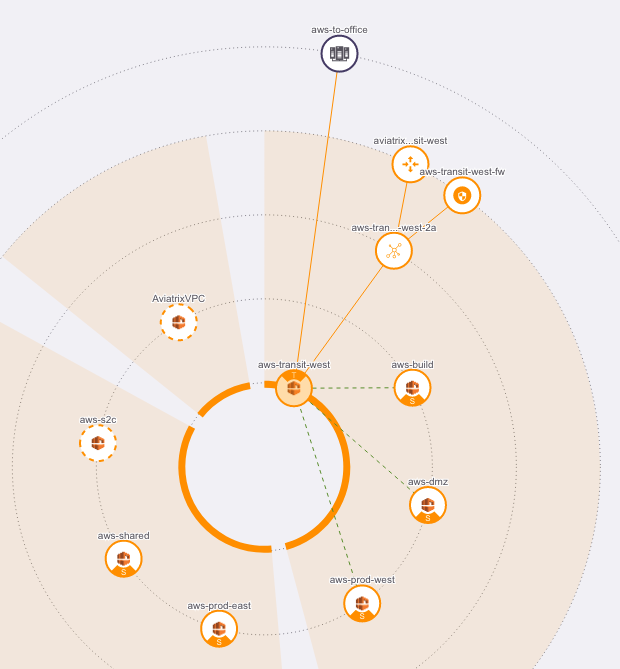 aws-to-office
aviatrix...sit-west
aws-transit-west-fw
aws-tran...-west-2a
AviatrixVPC
aws-transit-west
T
aws-build
S
aws-s2c
aws-dmz
S
aws-shared
S
aws-prod-west
S
aws-prod-east
S